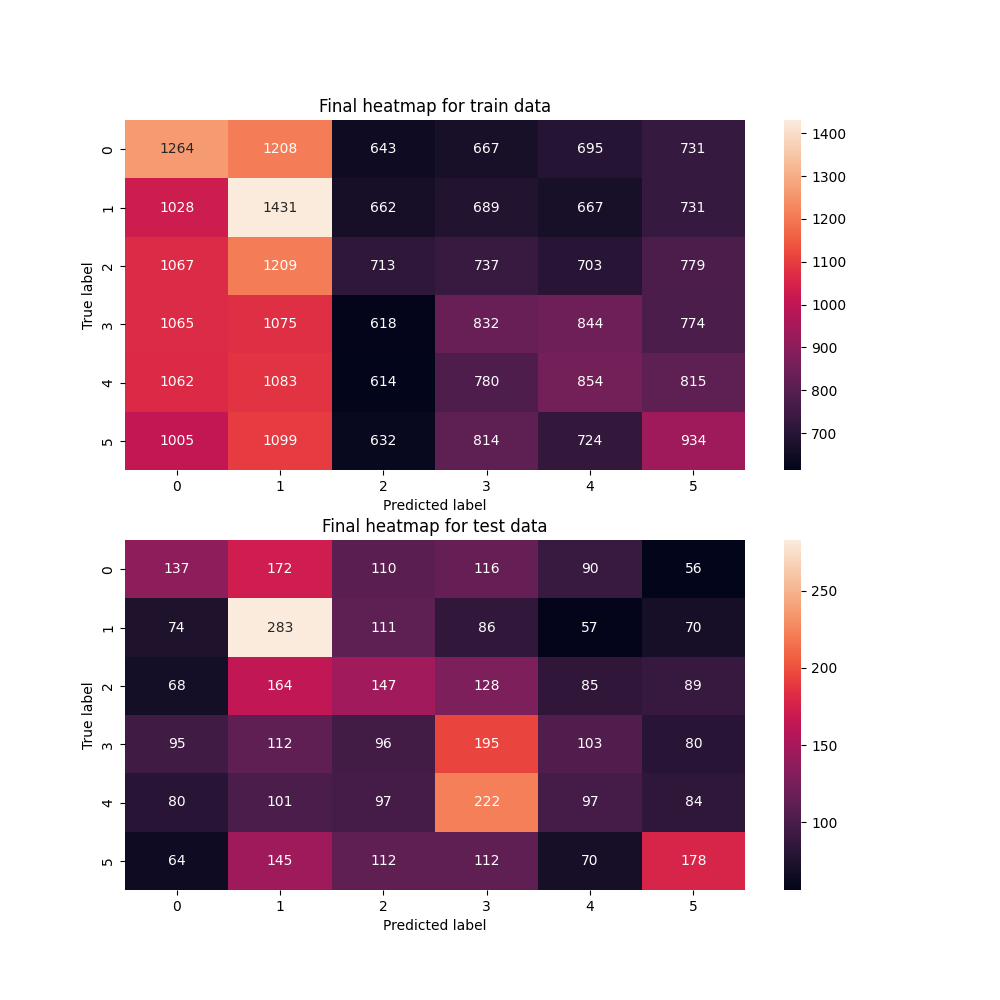 Final heatmap for train data
0 1264 1208 643 667 695 731
1 1028 1431 662 689 667 731
2 1067 1209 713 737 703 779
3 1065 1075 618 832 844 774
4 1062 1083 614 780 854 815
5 1005 1099 632 814 724 934
True label
0 1 2 3 4 5
Predicted label
1400
1300
1200
1100
1000
900
800
700
Final heatmap for test data
0 137 172 110 116 90 56
1 74 283 111 86 57 70
2 68 164 147 128 85 89
3 95 112 96 195 103 80
4 80 101 97 222 97 84
5 64 145 112 112 70 178
True label
0 1 2 3 4 5
Predicted label
250
200
150
100